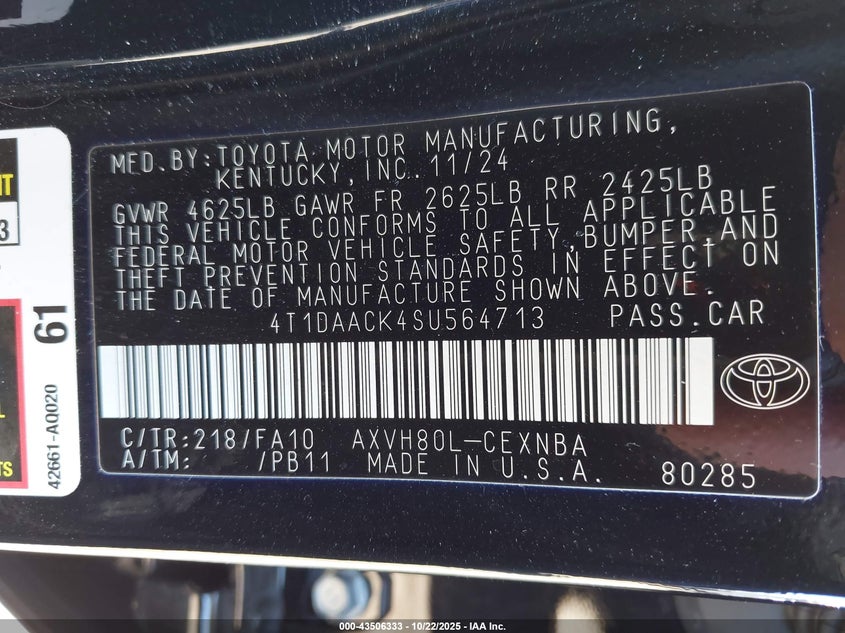 MFD.BY:TOYOTA MOTOR MANUFACTURING,
KENTUCKY,INC. 11/24
GVWR 4625LB GAWR FR 2625LB RR 2425LB
THIS VEHICLE CONFORMS TO ALL APPLICABLE
FEDERAL MOTOR VEHICLE SAFETY,BUMPER,AND
THEFT PREVENTION STANDARDS IN EFFECT ON
THE DATE OF MANUFACTURE SHOWN ABOVE.
4T1DAACK4SU564713 PASS.CAR
C/TR:218/FA10 AXVH80L-CEXNBA
A/TM: /PB11 MADE IN U.S.A. 80285
61
42661-AQ020
NT
3
L
TS
000-43506333 - 10/22/2025 - IAA Inc.